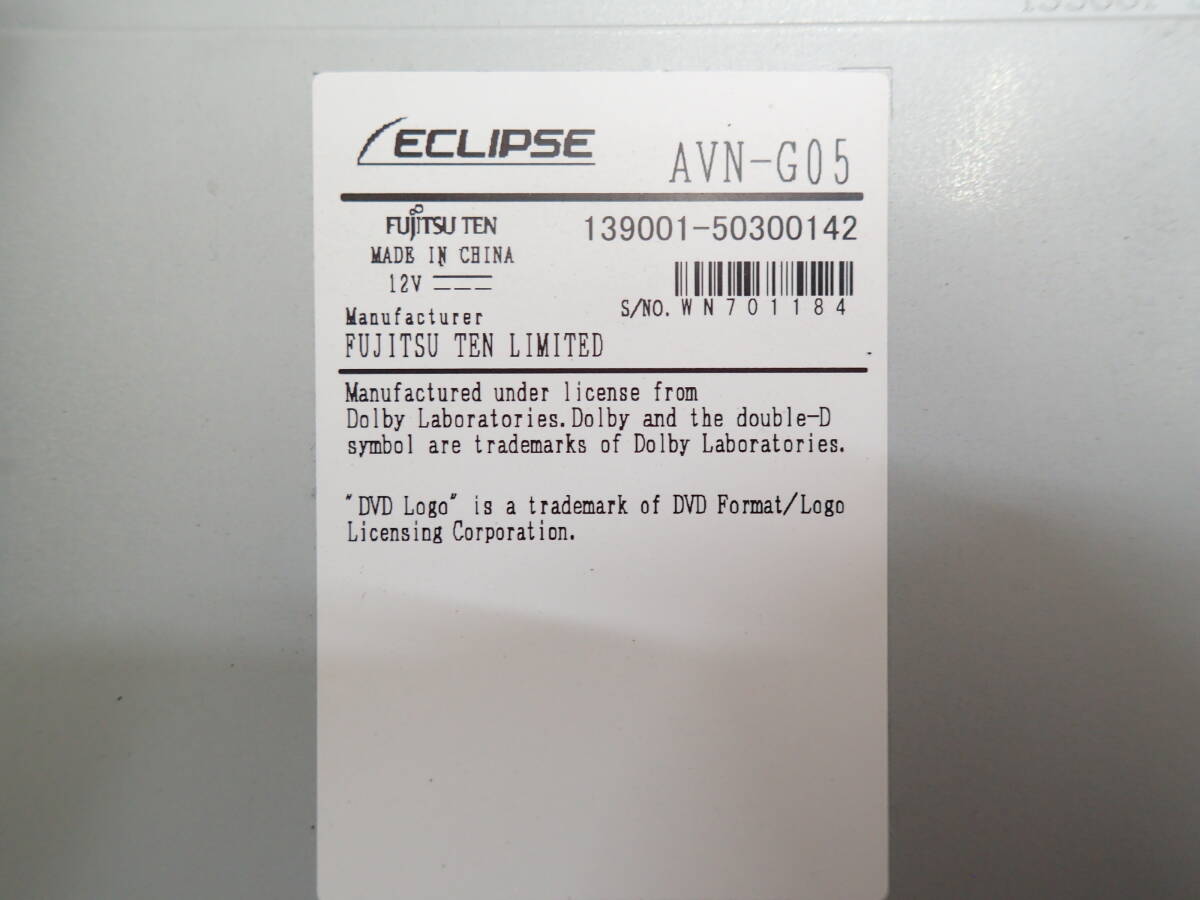 ECLIPSE AVN-G05
FUJITSU TEN 139001-50300142
MADE IN CHINA
12V
S/NO. WN701184
Manufacturer
FUJITSU TEN LIMITED
Manufactured under license from
Dolby Laboratories.Dolby and the double-D
symbol are trademarks of Dolby Laboratories.
"DVD Logo" is a trademark of DVD Format/Logo
Licensing Corporation.